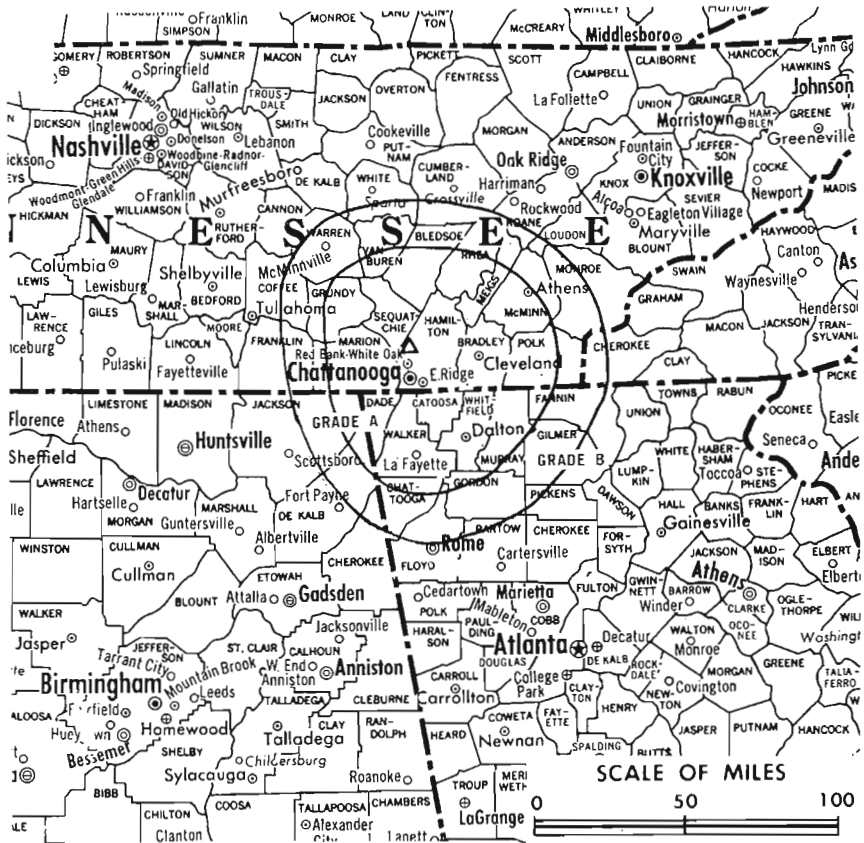 Franklin
SIMPSON
MONROE
LAND
CLINTON
McCREARY
WHITLEY
Middlesboro
GOMERY
ROBERTSON
SUMNER
MACON
CLAY
PICKETT
SCOTT
CLAIBORNE
HANCOCK
HAWKINS
Springfield
FENTRESS
CAMPBELL
Johnson
Gallatin
TROUS-
DALE
JACKSON
OVERTON
La Follette
UNION
GRAINGER
GREENE
CHEAT-
HAM
Madison
Old Hickory
SMITH
Morristown
HAM-
BLEN
Greeneville
DICKSON
Inglewood
WILSON
Cookeville
MORGAN
ANDERSON
Nashville
Donelson
Lebanon
PUT-
NAM
Oak Ridge
Fountain
City
JEFFER-
SON
Woodbine-Radnor-
Glencliff
DAVID-
SON
WHITE
CUMBER-
LAND
KNOX
Knoxville
COCKE
Woodmont-Green Hills
Glendale
Murfreesboro
DE KALB
Sparta
Crossville
Harriman
SEVIER
Newport
MADIS
Franklin
Rockwood
Alcoa
Eagleton Village
HICKMAN
WILLIAMSON
CANNON
ROANE
Maryville
BLOUNT
N E S S E E
RUTHER-
FORD
WARREN
VAN
BUREN
BLEDSOE
RHEA
LOUDON
HAYWOOD
Canton
MAURY
McMinnville
MONROE
SWAIN
Waynesville
Columbia
Shelbyville
COFFEE
MEIGS
Athens
LEWIS
Lewisburg
MAR-
SHALL
BEDFORD
Tullahoma
GRUNDY
SEQUAT-
CHIE
HAMIL-
TON
McMINN
GRAHAM
Henderson
LAW-
RENCE
GILES
MOORE
MACON
JACKSON
TRAN-
SYLVANI
nceburg
LINCOLN
FRANKLIN
MARION
BRADLEY
POLK
CHEROKEE
Pulaski
Fayetteville
Red Bank-White Oak
Cleveland
CLAY
Chattanooga
E.Ridge
PICKE
LIMESTONE
MADISON
JACKSON
DADE
CATOOSA
WHIT-
FIELD
FANNIN
TOWNS
RABUN
OCONEE
Florence
Athens
GRADE A
UNION
Seneca
Huntsville
WALKER
Dalton
GILMER
WHITE
HABER-
SHAM
Sheffield
Scottsboro
La Fayette
MURRAY
GRADE B
LUMP-
KIN
Toccoa
STE-
PHENS
LAWRENCE
Decatur
Fort Payne
CHAT-
TOOGA
GORDON
PICKENS
DAWSON
Hartselle
MARSHALL
DE KALB
HALL
BANKS
FRANK-
LIN
HART
MORGAN
Guntersville
BARTOW
CHEROKEE
Gainesville
WINSTON
CULLMAN
Albertville
CHEROKEE
FLOYD
Rome
Cartersville
FOR-
SYTH
JACKSON
MAD-
ISON
ELBERT
Cullman
ETOWAH
Elbert
BLOUNT
Attalla
Gadsden
Cedartown
Marietta
FULTON
GWIN-
NETT
BARROW
Athens
WALKER
POLK
COBB
Winder
CLARKE
OGLE-
THORPE
Jacksonville
HARAL-
SON
PAUL-
DING
Mableton
OCO-
NEE
Jasper
JEFFER-
SON
ST. CLAIR
CALHOUN
Atlanta
Decatur
WALTON
Washingt
Tarrant City
DOUGLAS
DE KALB
Monroe
Mountain Brook
W. End
Anniston
Anniston
College
Park
ROCK-
DALE
MORGAN
GREENE
TALIA-
FERRO
Birmingham
Leeds
CARROLL
Carrollton
CLAY-
TON
NEW-
TON
Covington
TALLADEGA
CLEBURNE
ALOOSA
Homewood
CLAY
RAN-
DOLPH
COWETA
FAY-
ETTE
HENRY
Talladega
HEARD
Newnan
JASPER
PUTNAM
HANCOCK
Bessemer
SHELBY
Childersburg
SPALDING
BUTTS
Sylacauga
Roanoke
SCALE OF MILES
BIBB
TROUP
0 50 100
CHILTON
Clanton
COOSA
TALLAPOOSA
CHAMBERS
LaGrange
Alexander
City
Lanett